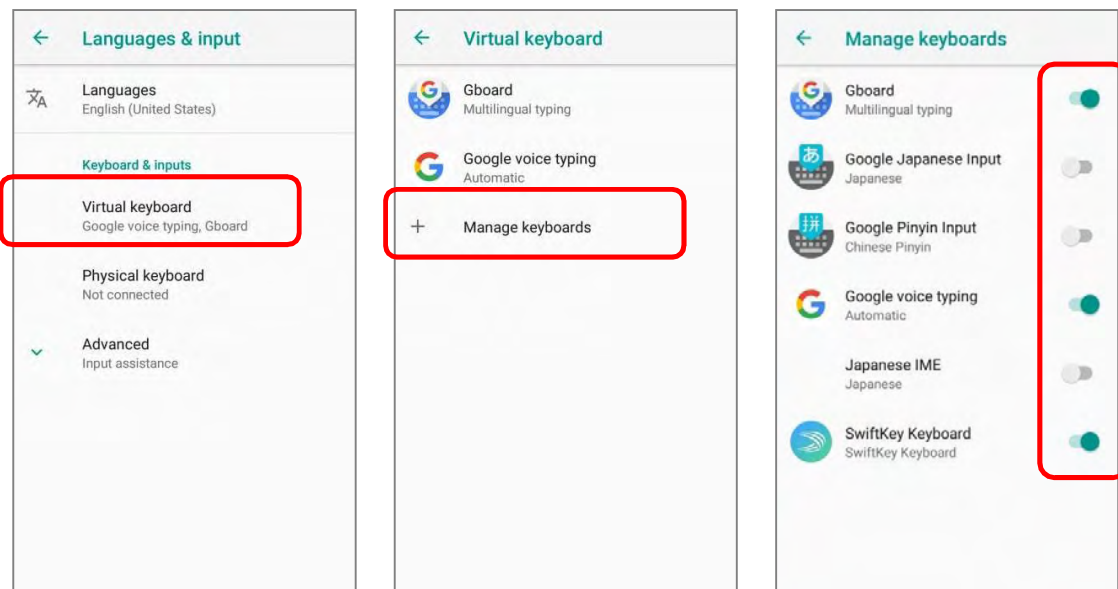 Languages & input
Languages
English (United States)
Keyboard & inputs
Virtual keyboard
Google voice typing, Gboard
Physical keyboard
Not connected
Advanced
Input assistance
Virtual keyboard
Gboard
Multilingual typing
Google voice typing
Automatic
Manage keyboards
Manage keyboards
Gboard
Multilingual typing
Google Japanese Input
Japanese
Google Pinyin Input
Chinese Pinyin
Google voice typing
Automatic
Japanese IME
Japanese
SwiftKey Keyboard
SwiftKey Keyboard